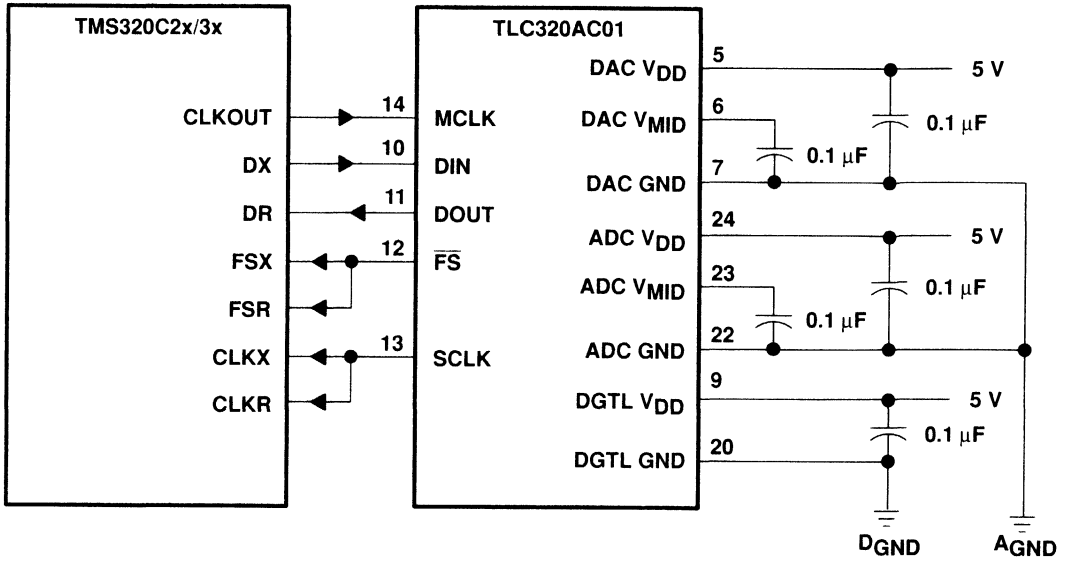 TMS320C2x/3x
CLKOUT
DX
DR
FSX
FSR
CLKX
CLKR
14
10
11
12
13
TLC320AC01
MCLK
DIN
DOUT
FS
SCLK
DAC VDD
DAC VMID
DAC GND
ADC VDD
ADC VMID
ADC GND
DGTL VDD
DGTL GND
5
6
7
24
23
22
9
20
5 V
0.1 μF
0.1 μF
5 V
0.1 μF
0.1 μF
5 V
0.1 μF
DGND
AGND